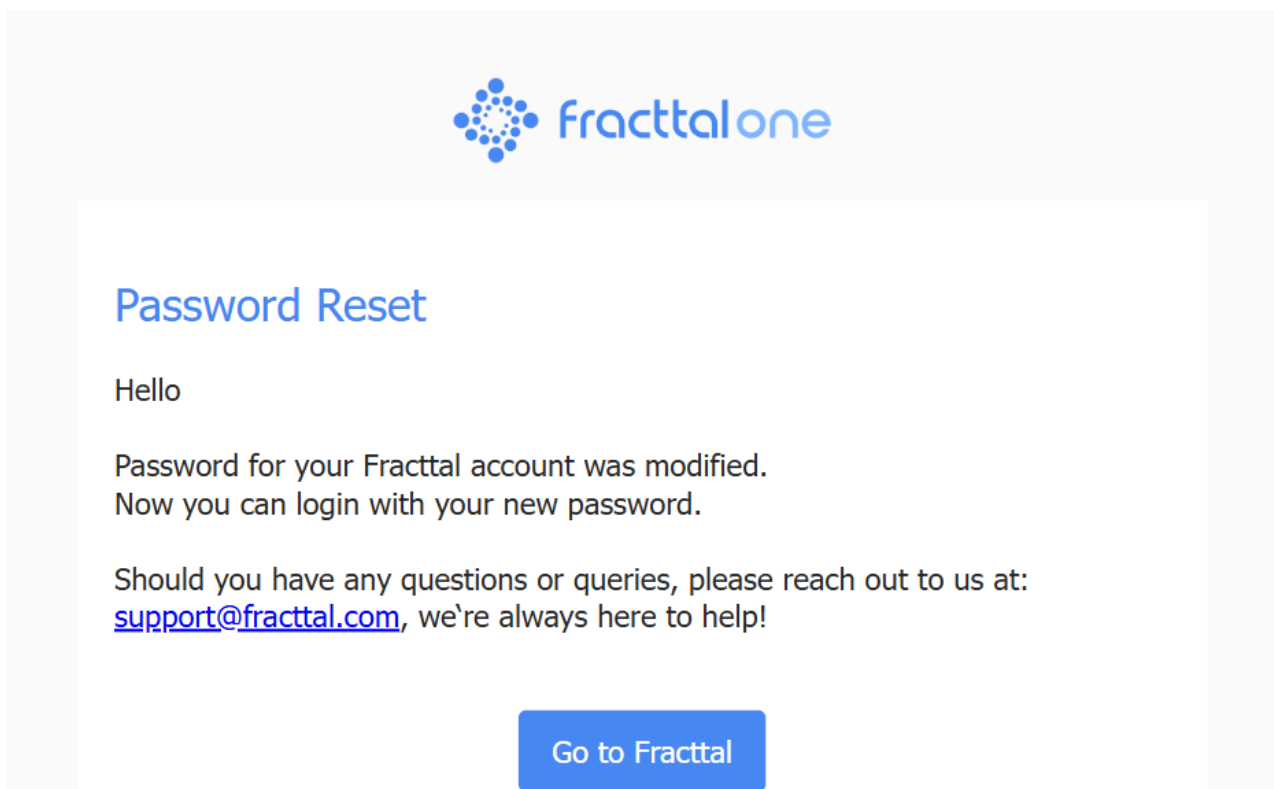 fracttal one
Password Reset
Hello
Password for your Fracttal account was modified.
Now you can login with your new password.
Should you have any questions or queries, please reach out to us at:
support@fracttal.com, we‛re always here to help!
Go to Fracttal